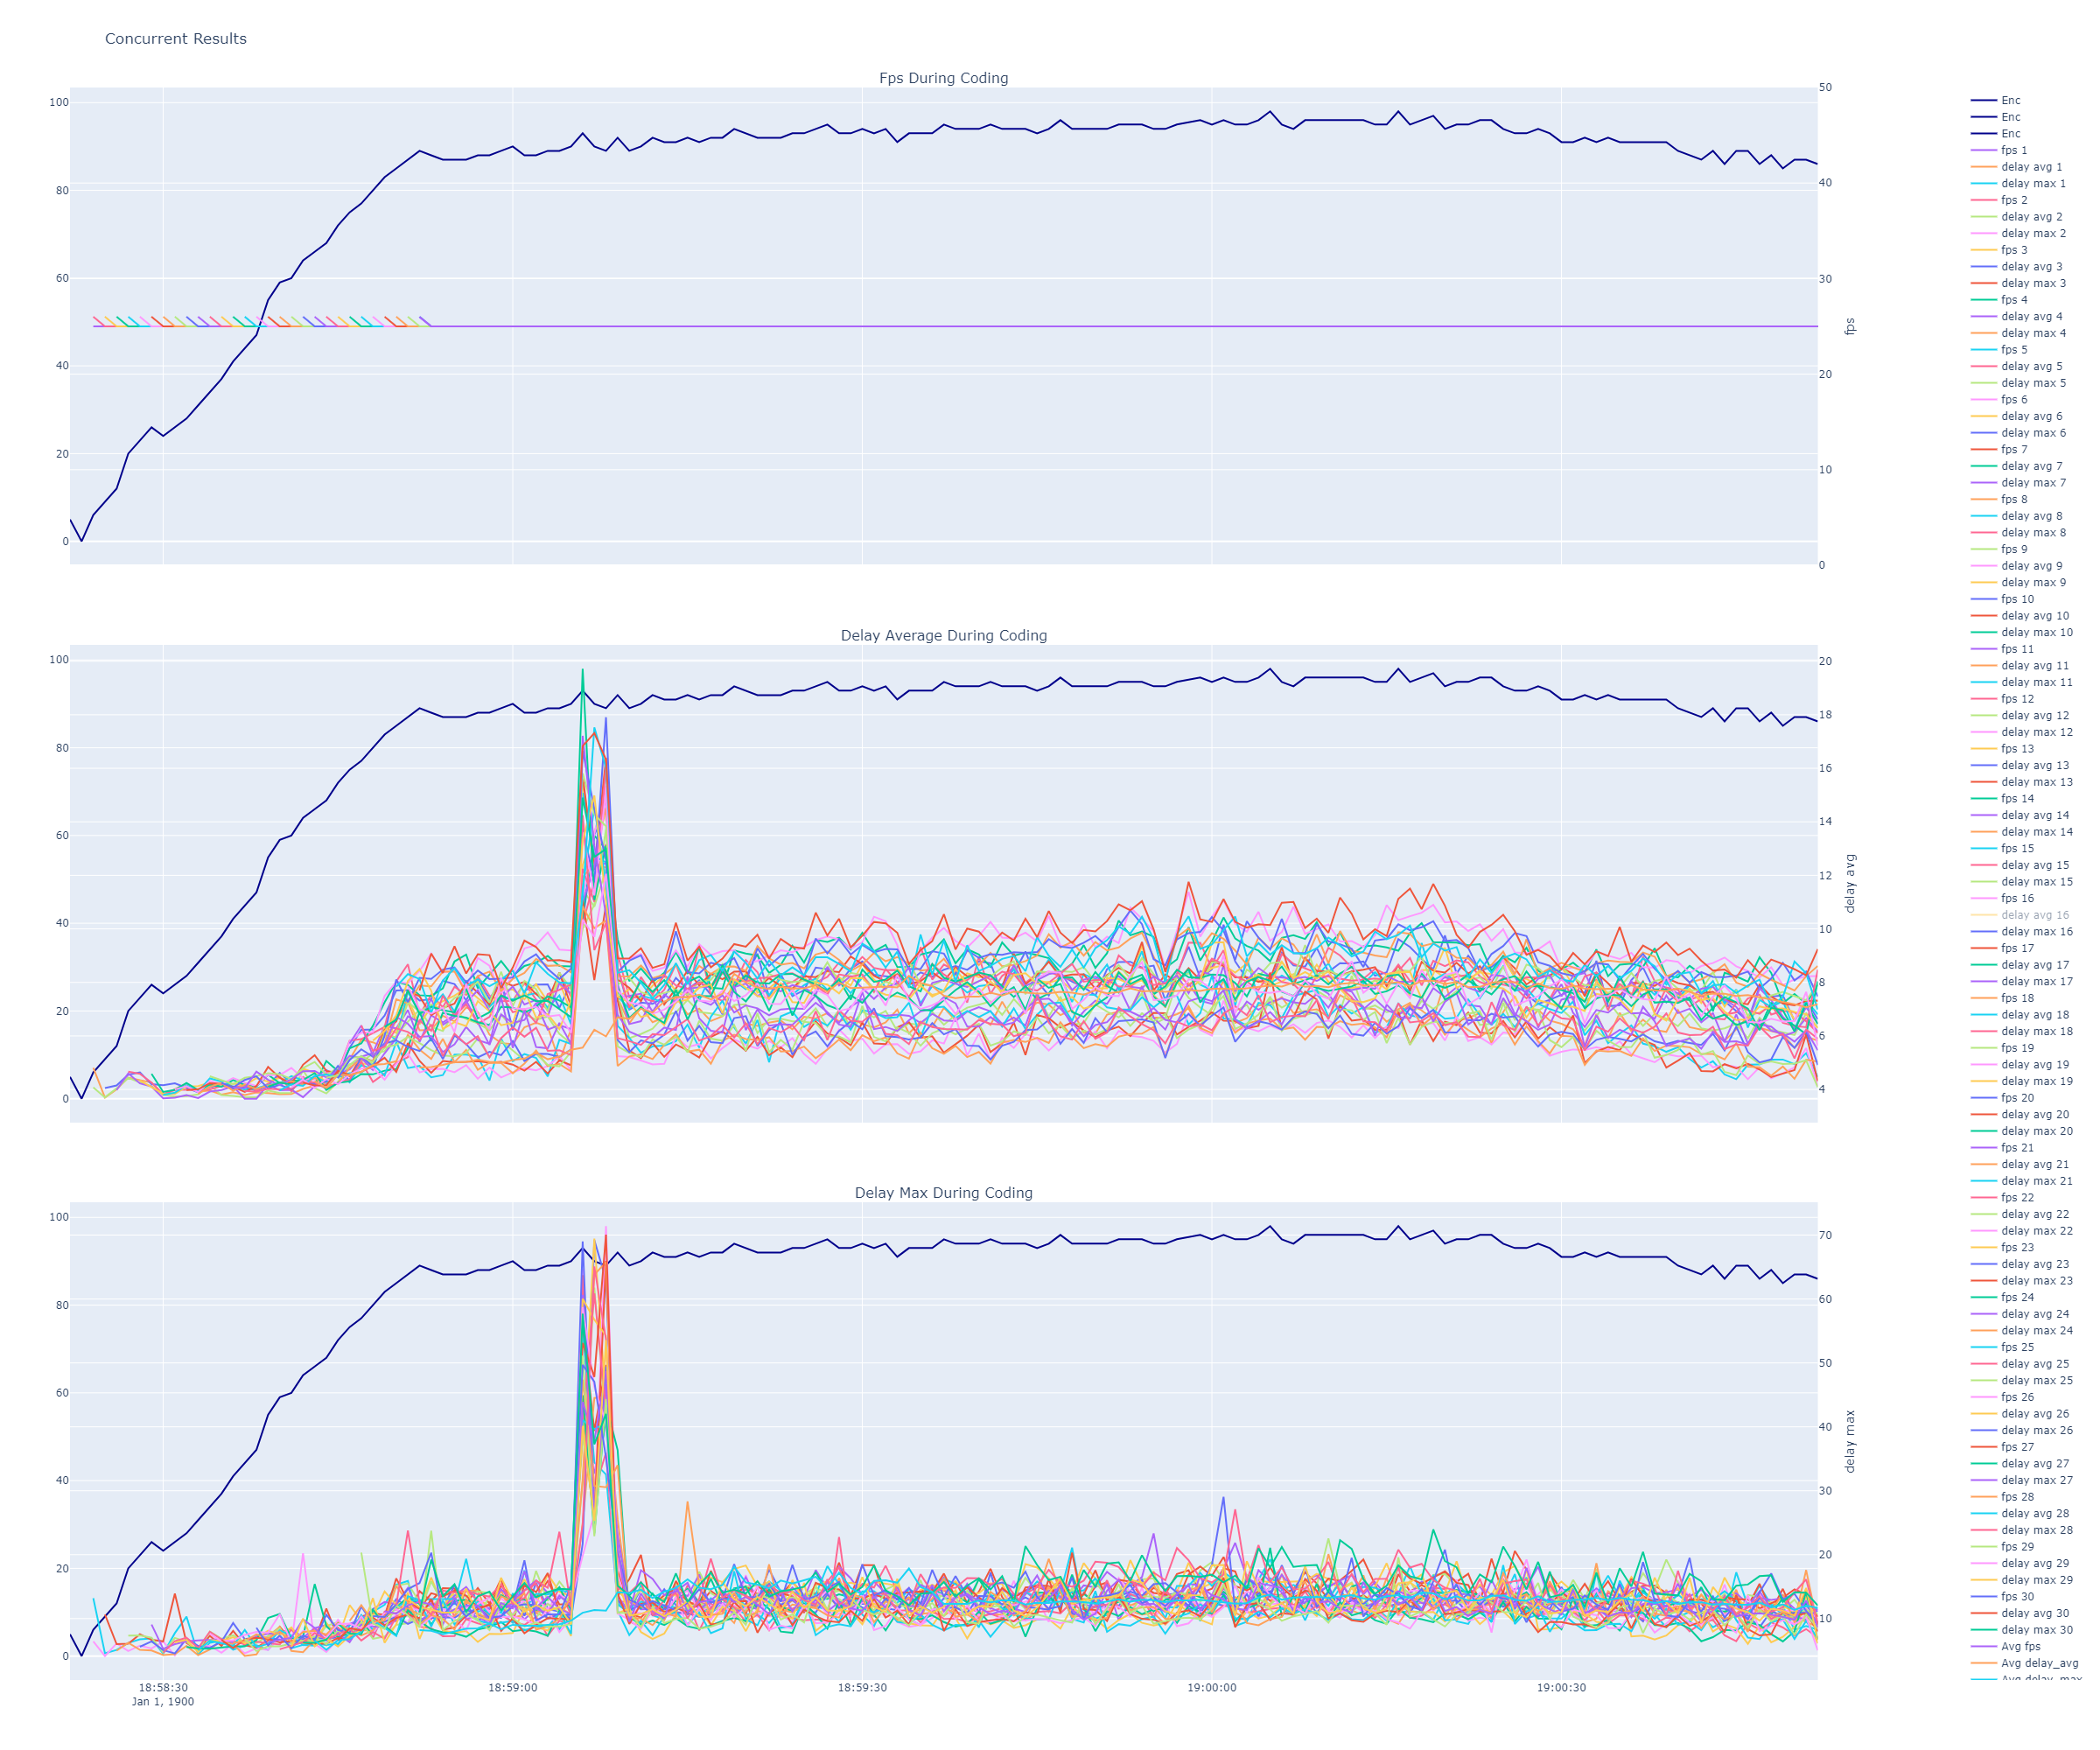 Concurrent Results
Fps During Coding
100
80
60
40
20
0
50
40
30
20
10
0
fps
Delay Average During Coding
100
80
60
40
20
0
20
18
16
14
12
10
8
6
4
delay avg
Delay Max During Coding
100
80
60
40
20
0
70
60
50
40
30
20
10
delay max
18:58:30
Jan 1, 1900
18:59:00
18:59:30
19:00:00
19:00:30
Enc
Enc
Enc
fps 1
delay avg 1
delay max 1
fps 2
delay avg 2
delay max 2
fps 3
delay avg 3
delay max 3
fps 4
delay avg 4
delay max 4
fps 5
delay avg 5
delay max 5
fps 6
delay avg 6
delay max 6
fps 7
delay avg 7
delay max 7
fps 8
delay avg 8
delay max 8
fps 9
delay avg 9
delay max 9
fps 10
delay avg 10
delay max 10
fps 11
delay avg 11
delay max 11
fps 12
delay avg 12
delay max 12
fps 13
delay avg 13
delay max 13
fps 14
delay avg 14
delay max 14
fps 15
delay avg 15
delay max 15
fps 16
delay avg 16
delay max 16
fps 17
delay avg 17
delay max 17
fps 18
delay avg 18
delay max 18
fps 19
delay avg 19
delay max 19
fps 20
delay avg 20
delay max 20
fps 21
delay avg 21
delay max 21
fps 22
delay avg 22
delay max 22
fps 23
delay avg 23
delay max 23
fps 24
delay avg 24
delay max 24
fps 25
delay avg 25
delay max 25
fps 26
delay avg 26
delay max 26
fps 27
delay avg 27
delay max 27
fps 28
delay avg 28
delay max 28
fps 29
delay avg 29
delay max 29
fps 30
delay avg 30
delay max 30
Avg fps
Avg delay_avg
Avg delay_max